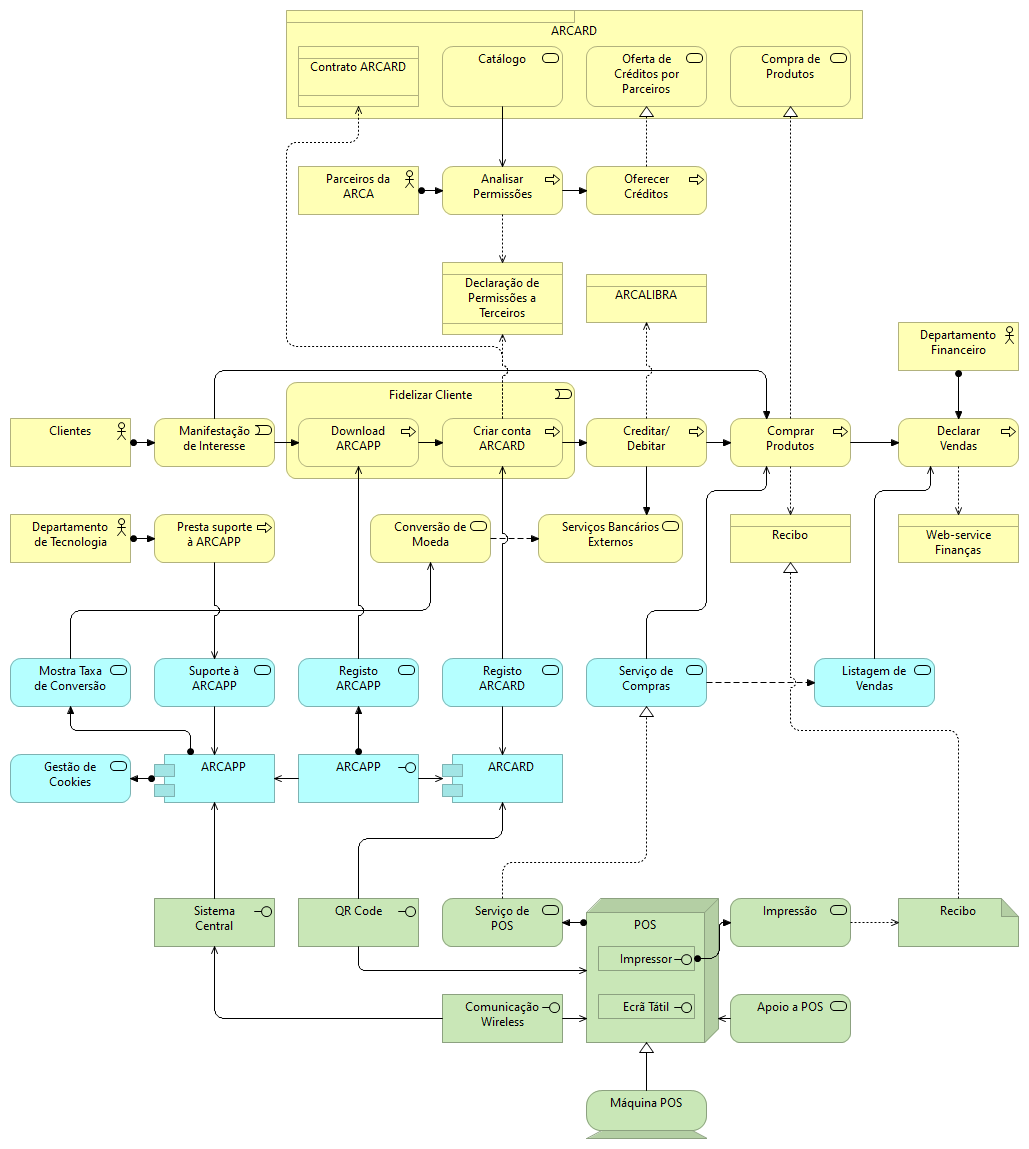 ARCARD
Contrato ARCARD
Catálogo
Oferta de
Créditos por
Parceiros
Compra de
Produtos
Parceiros da
ARCA
Analisar
Permissões
Oferecer
Créditos
Declaração de
Permissões a
Terceiros
ARCALIBRA
Departamento
Financeiro
Fidelizar Cliente
Clientes
Manifestação
de Interesse
Download
ARCAPP
Criar conta
ARCARD
Creditar/
Debitar
Comprar
Produtos
Declarar
Vendas
Departamento
de Tecnologia
Presta suporte
à ARCAPP
Conversão de
Moeda
Serviços Bancários
Externos
Recibo
Web-service
Finanças
Mostra Taxa
de Conversão
Suporte à
ARCAPP
Registo
ARCAPP
Registo
ARCARD
Serviço de
Compras
Listagem de
Vendas
Gestão de
Cookies
ARCAPP
ARCAPP
ARCARD
Sistema
Central
QR Code
Serviço de
POS
POS
Impressor
Ecrã Tátil
Impressão
Recibo
Comunicação
Wireless
Apoio a POS
Máquina POS